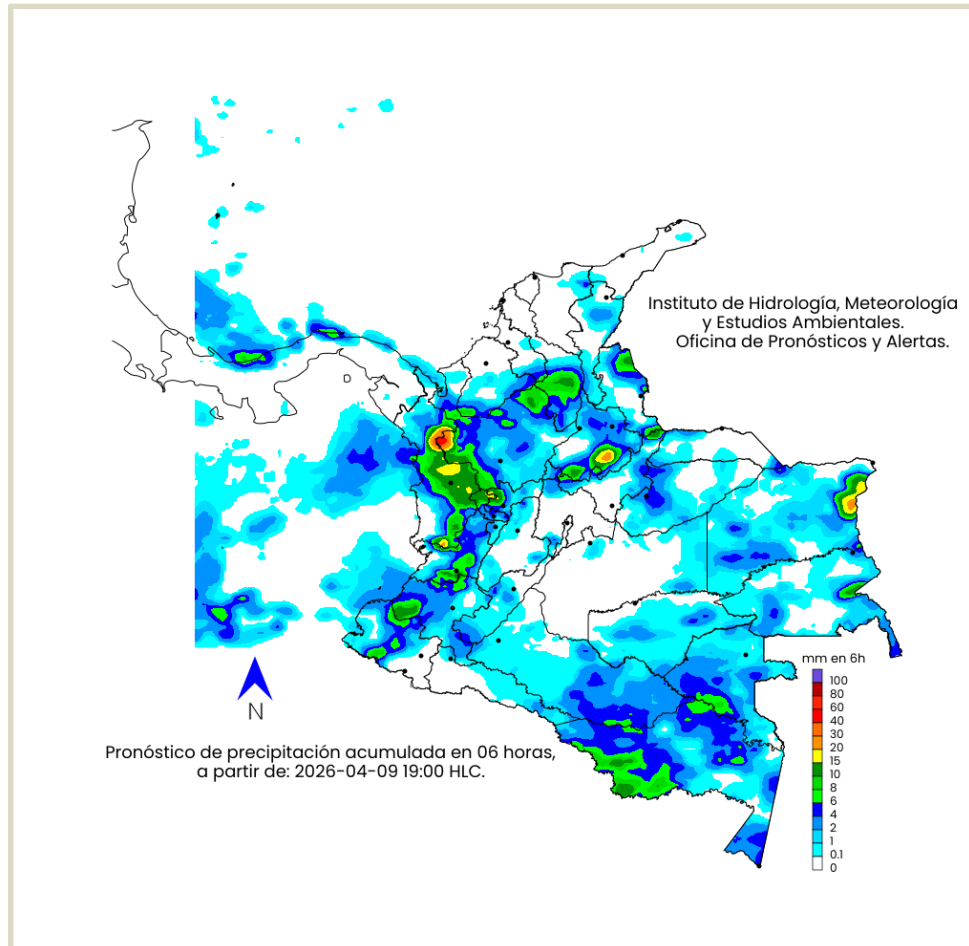 Instituto de Hidrología, Meteorología
y Estudios Ambientales.
Oficina de Pronósticos y Alertas.
N
Pronóstico de precipitación acumulada en 06 horas,
a partir de: 2026-04-09 19:00 HLC.
mm en 6h
100
80
60
40
30
20
15
10
8
6
4
2
1
0.1
0